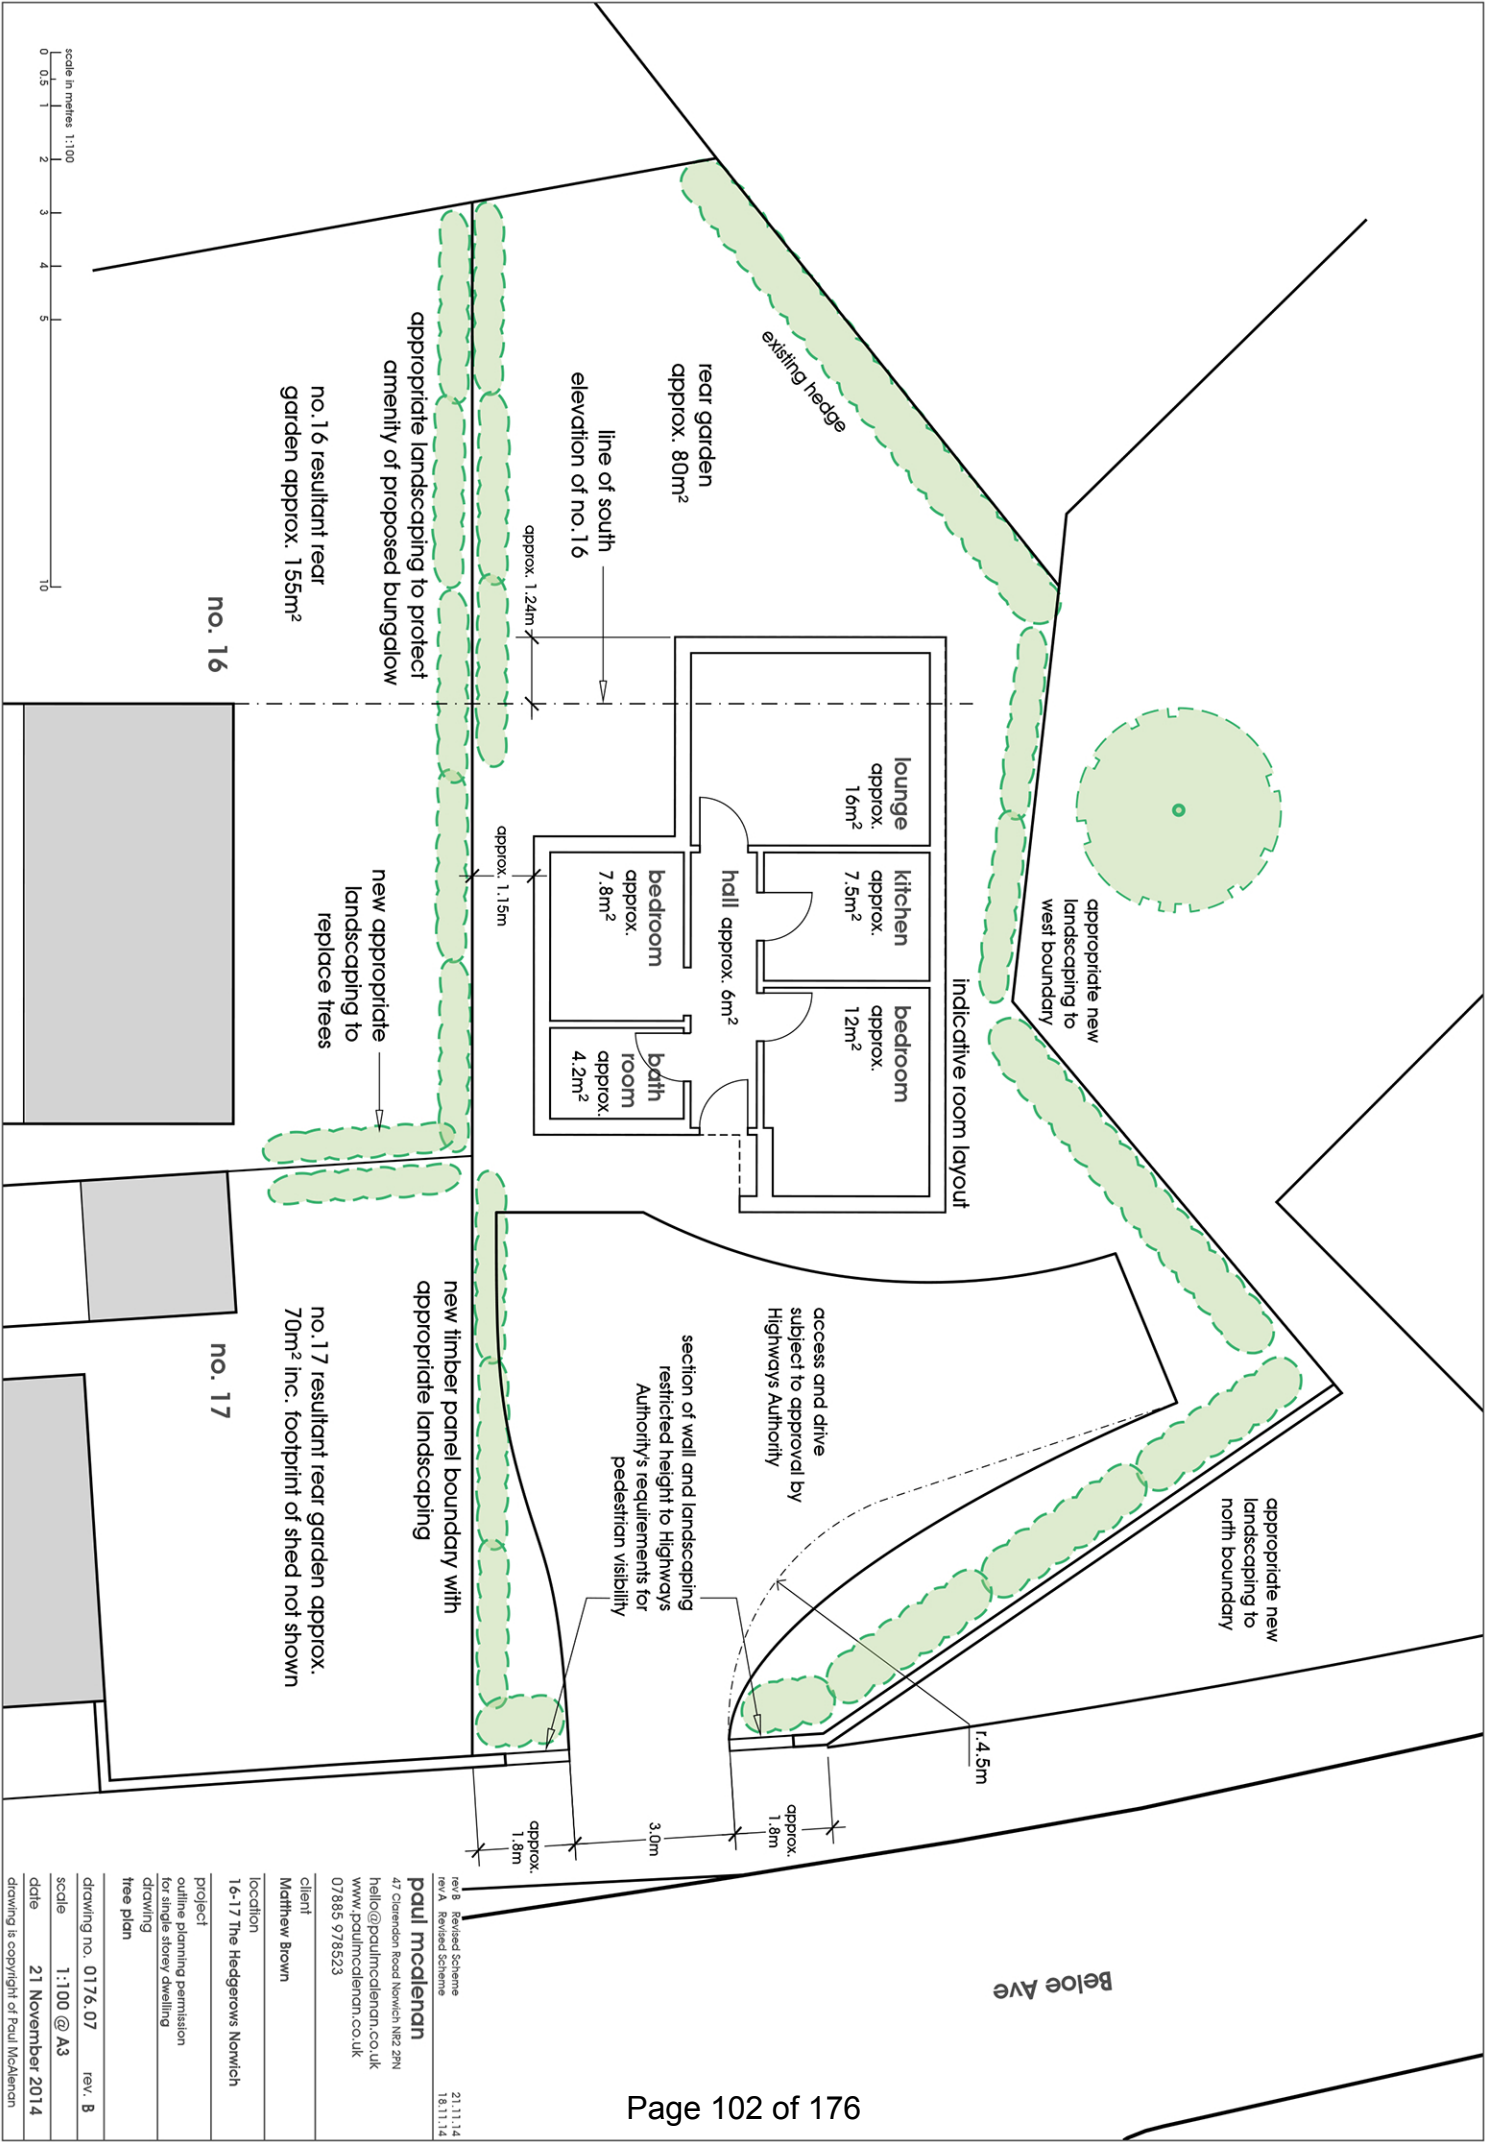 scale in metres 1:100
0 0.5 1 2 3 4 5 10
existing hedge
rear garden
approx. 80m²
line of south
elevation of no.16
approx. 1.24m
appropriate landscaping to protect
amenity of proposed bungalow
no.16 resultant rear
garden approx. 155m²
no. 16
lounge
approx.
16m²
kitchen
approx.
7.5m²
bedroom
approx.
12m²
hall approx. 6m²
bedroom
approx.
7.8m²
bath
room
approx.
4.2m²
indicative room layout
approx. 1.15m
appropriate new
landscaping to
west boundary
new appropriate
landscaping to
replace trees
appropriate new
landscaping to
north boundary
access and drive
subject to approval by
Highways Authority
section of wall and landscaping
restricted height to Highways
Authority's requirements for
pedestrian visibility
new timber panel boundary with
appropriate landscaping
no.17 resultant rear garden approx.
70m² inc. footprint of shed not shown
no. 17
r.4.5m
approx.
1.8m
3.0m
approx.
1.8m
Beloe Ave
rev B Revised Scheme 21.11.14
rev A Revised Scheme 18.11.14
paul mcalenan
47 Clarendon Road Norwich NR2 2PN
hello@paulmcalenan.co.uk
www.paulmcalenan.co.uk
07885 978523
client
Matthew Brown
location
16-17 The Hedgerows Norwich
project
outline planning permission
for single storey dwelling
drawing
tree plan
drawing no. 0176.07 rev. B
scale 1:100 @ A3
date 21 November 2014
drawing is copyright of Paul McAlenan
Page 102 of 176